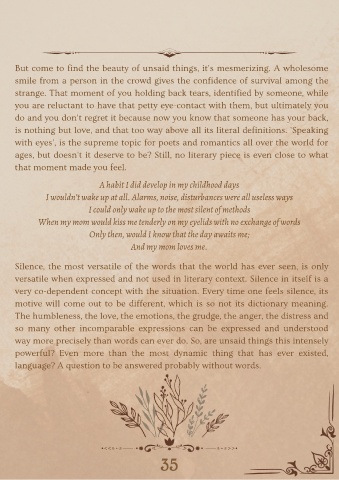 But come to find the beauty of unsaid things, it's mesmerizing. A wholesome
smile from a person in the crowd gives the confidence of survival among the
strange. That moment of you holding back tears, identified by someone, while
you are reluctant to have that petty eye-contact with them, but ultimately you
do and you don't regret it because now you know that someone has your back,
is nothing but love, and that too way above all its literal definitions. 'Speaking
with eyes', is the supreme topic for poets and romantics all over the world for
ages, but doesn't it deserve to be? Still, no literary piece is even close to what
that moment made you feel.
A habit I did develop in my childhood days
I wouldn't wake up at all. Alarms, noise, disturbances were all useless ways
I could only wake up to the most silent of methods
When my mom would kiss me tenderly on my eyelids with no exchange of words
Only then, would I know that the day awaits me;
And my mom loves me.
Silence, the most versatile of the words that the world has ever seen, is only
versatile when expressed and not used in literary context. Silence in itself is a
very co-dependent concept with the situation. Every time one feels silence, its
motive will come out to be different, which is so not its dictionary meaning.
The humbleness, the love, the emotions, the grudge, the anger, the distress and
so many other incomparable expressions can be expressed and understood
way more precisely than words can ever do. So, are unsaid things this intensely
powerful? Even more than the most dynamic thing that has ever existed,
language? A question to be answered probably without words.
35